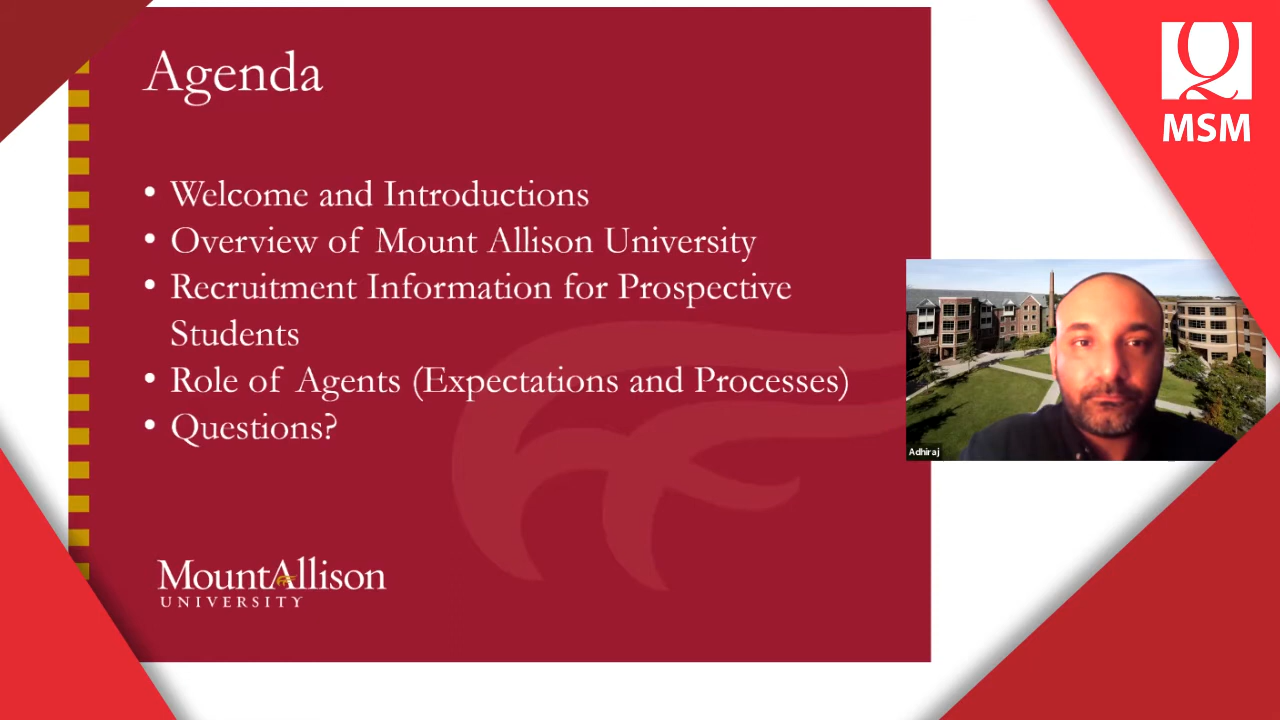 Agenda
• Welcome and Introductions
• Overview of Mount Allison University
• Recruitment Information for Prospective
Students
• Role of Agents (Expectations and Processes)
• Questions?
MountAllison
UNIVERSITY
Q
MSM
Adhiraj